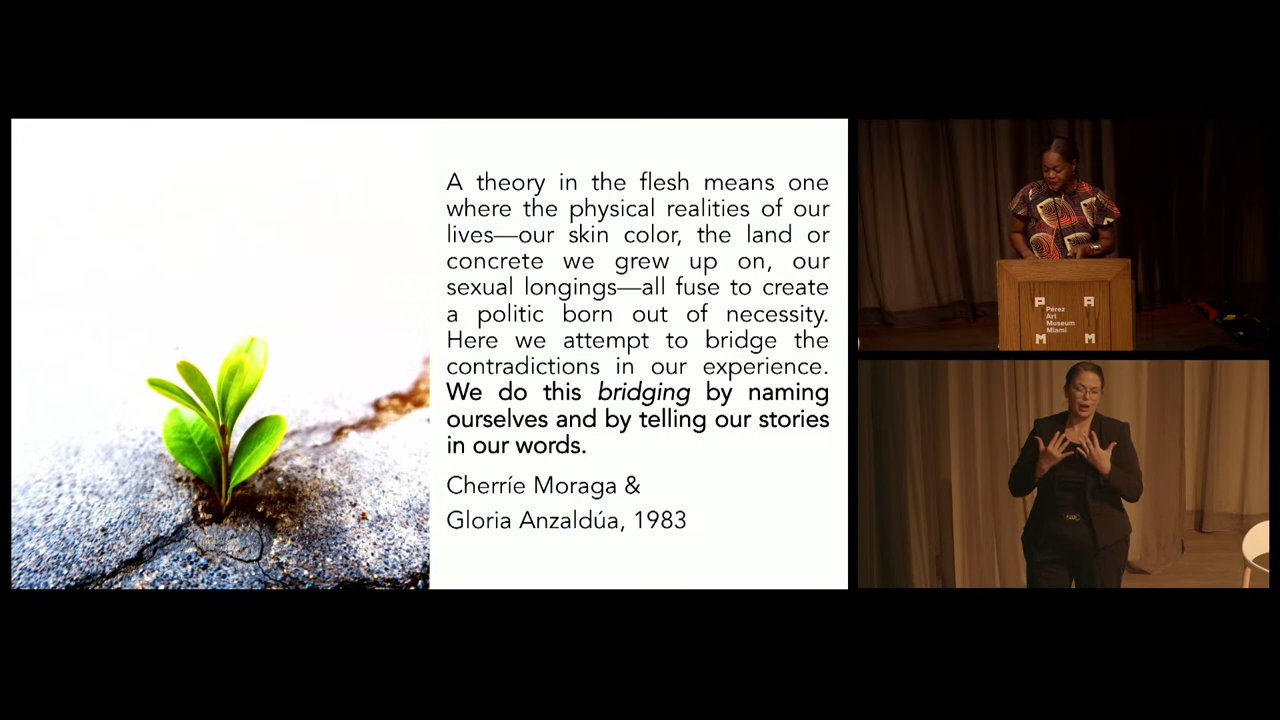 A theory in the flesh means one
where the physical realities of our
lives—our skin color, the land or
concrete we grew up on, our
sexual longings—all fuse to create
a politic born out of necessity.
Here we attempt to bridge the
contradictions in our experience.
We do this bridging by naming
ourselves and by telling our stories
in our words.
Cherríe Moraga &
Gloria Anzaldúa, 1983
P A
Pérez
Art
Museum
Miami
M M